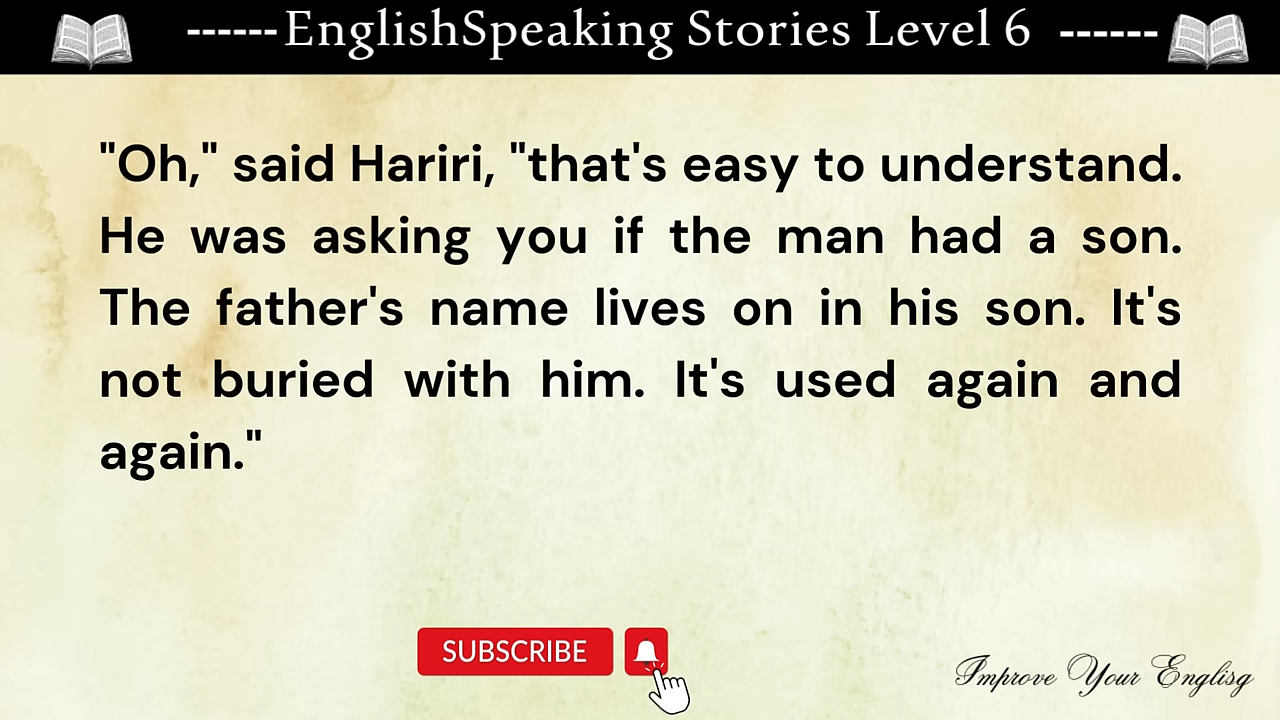 ------EnglishSpeaking Stories Level 6 ------
"Oh," said Hariri, "that's easy to understand.
He was asking you if the man had a son.
The father's name lives on in his son. It's
not buried with him. It's used again and
again."
SUBSCRIBE
Improve Your Englisg